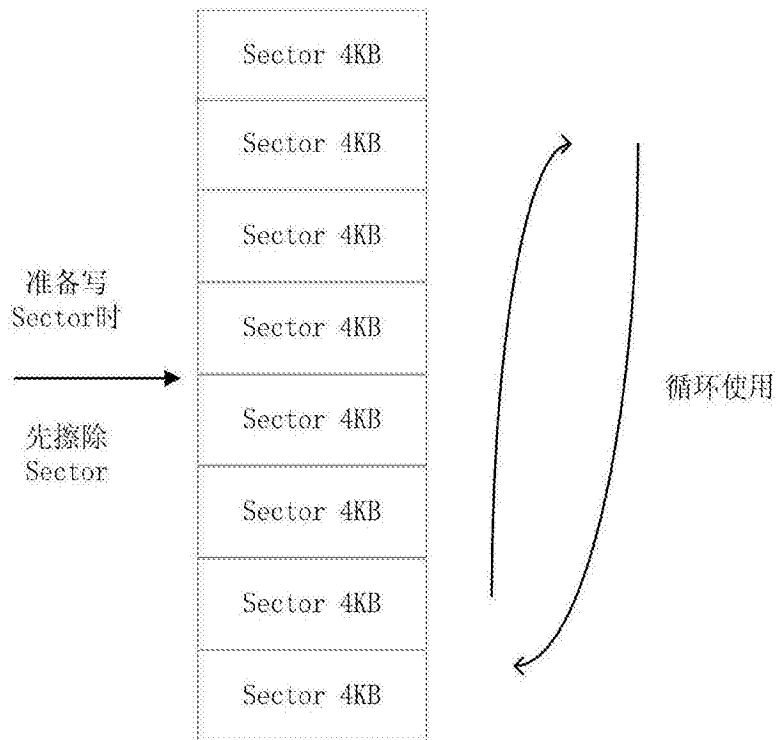 Sector 4KB
Sector 4KB
Sector 4KB
准备写
Sector时
Sector 4KB
先擦除
Sector
Sector 4KB
Sector 4KB
Sector 4KB
Sector 4KB
循环使用